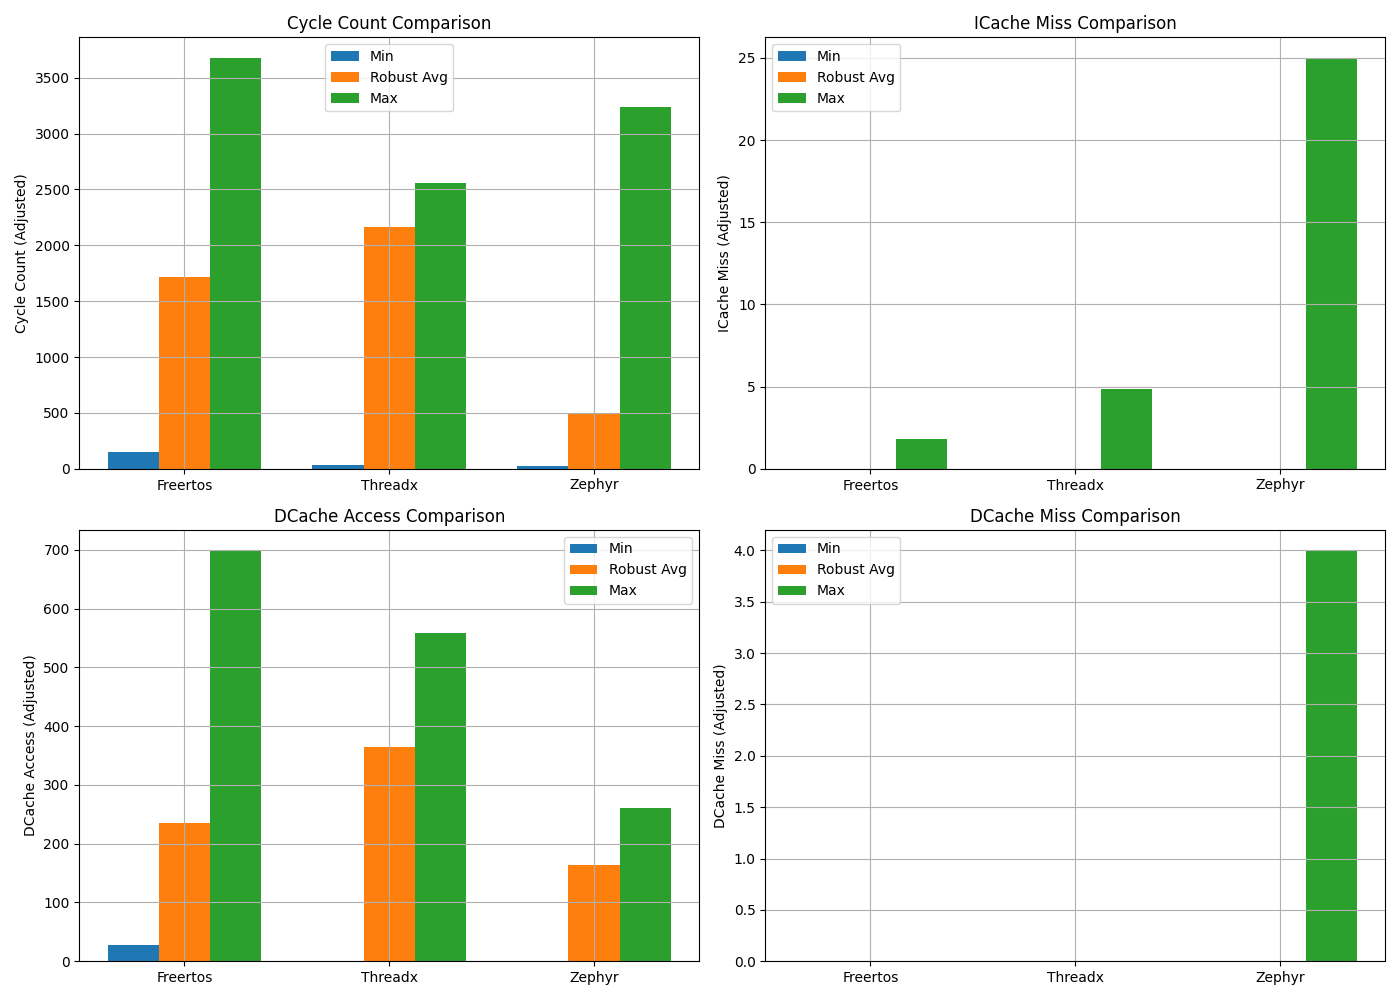 Cycle Count Comparison
Cycle Count (Adjusted)
3500
3000
2500
2000
1500
1000
500
0
Min
Robust Avg
Max
Freertos
Threadx
Zephyr
ICache Miss Comparison
ICache Miss (Adjusted)
25
20
15
10
5
0
Min
Robust Avg
Max
Freertos
Threadx
Zephyr
DCache Access Comparison
DCache Access (Adjusted)
700
600
500
400
300
200
100
0
Min
Robust Avg
Max
Freertos
Threadx
Zephyr
DCache Miss Comparison
DCache Miss (Adjusted)
4.0
3.5
3.0
2.5
2.0
1.5
1.0
0.5
0.0
Min
Robust Avg
Max
Freertos
Threadx
Zephyr